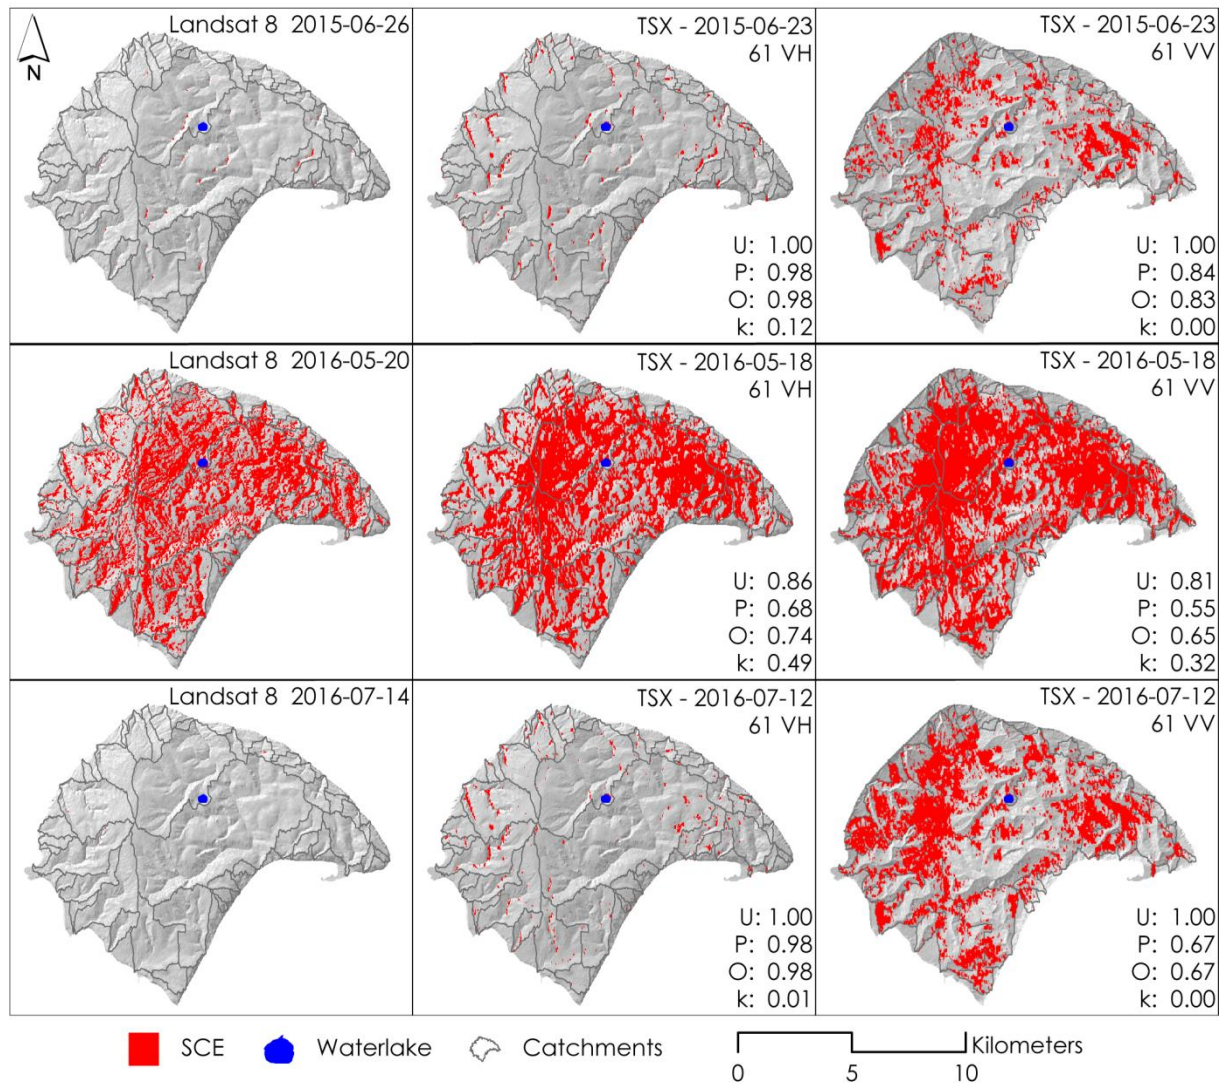 Landsat 8 2015-06-26
N
TSX - 2015-06-23
61 VH
U: 1.00
P: 0.98
O: 0.98
k: 0.12
TSX - 2015-06-23
61 VV
U: 1.00
P: 0.84
O: 0.83
k: 0.00
Landsat 8 2016-05-20
TSX - 2016-05-18
61 VH
U: 0.86
P: 0.68
O: 0.74
k: 0.49
TSX - 2016-05-18
61 VV
U: 0.81
P: 0.55
O: 0.65
k: 0.32
Landsat 8 2016-07-14
TSX - 2016-07-12
61 VH
U: 1.00
P: 0.98
O: 0.98
k: 0.01
TSX - 2016-07-12
61 VV
U: 1.00
P: 0.67
O: 0.67
k: 0.00
SCE Waterlake Catchments Kilometers
0 5 10